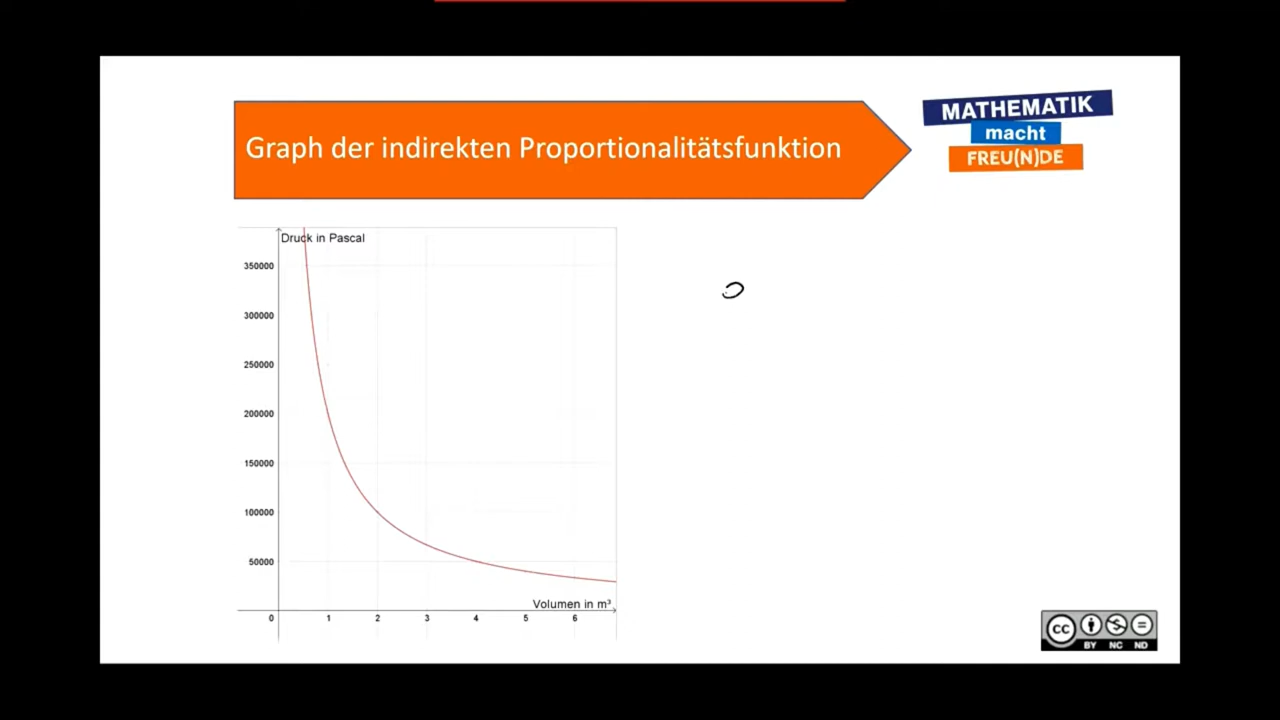 Graph der indirekten Proportionalitätsfunktion
MATHEMATIK
macht
FREU(N)DE
Druck in Pascal
350000
300000
250000
200000
150000
100000
50000
Volumen in m³
0 1 2 3 4 5 6
cc
BY NC ND